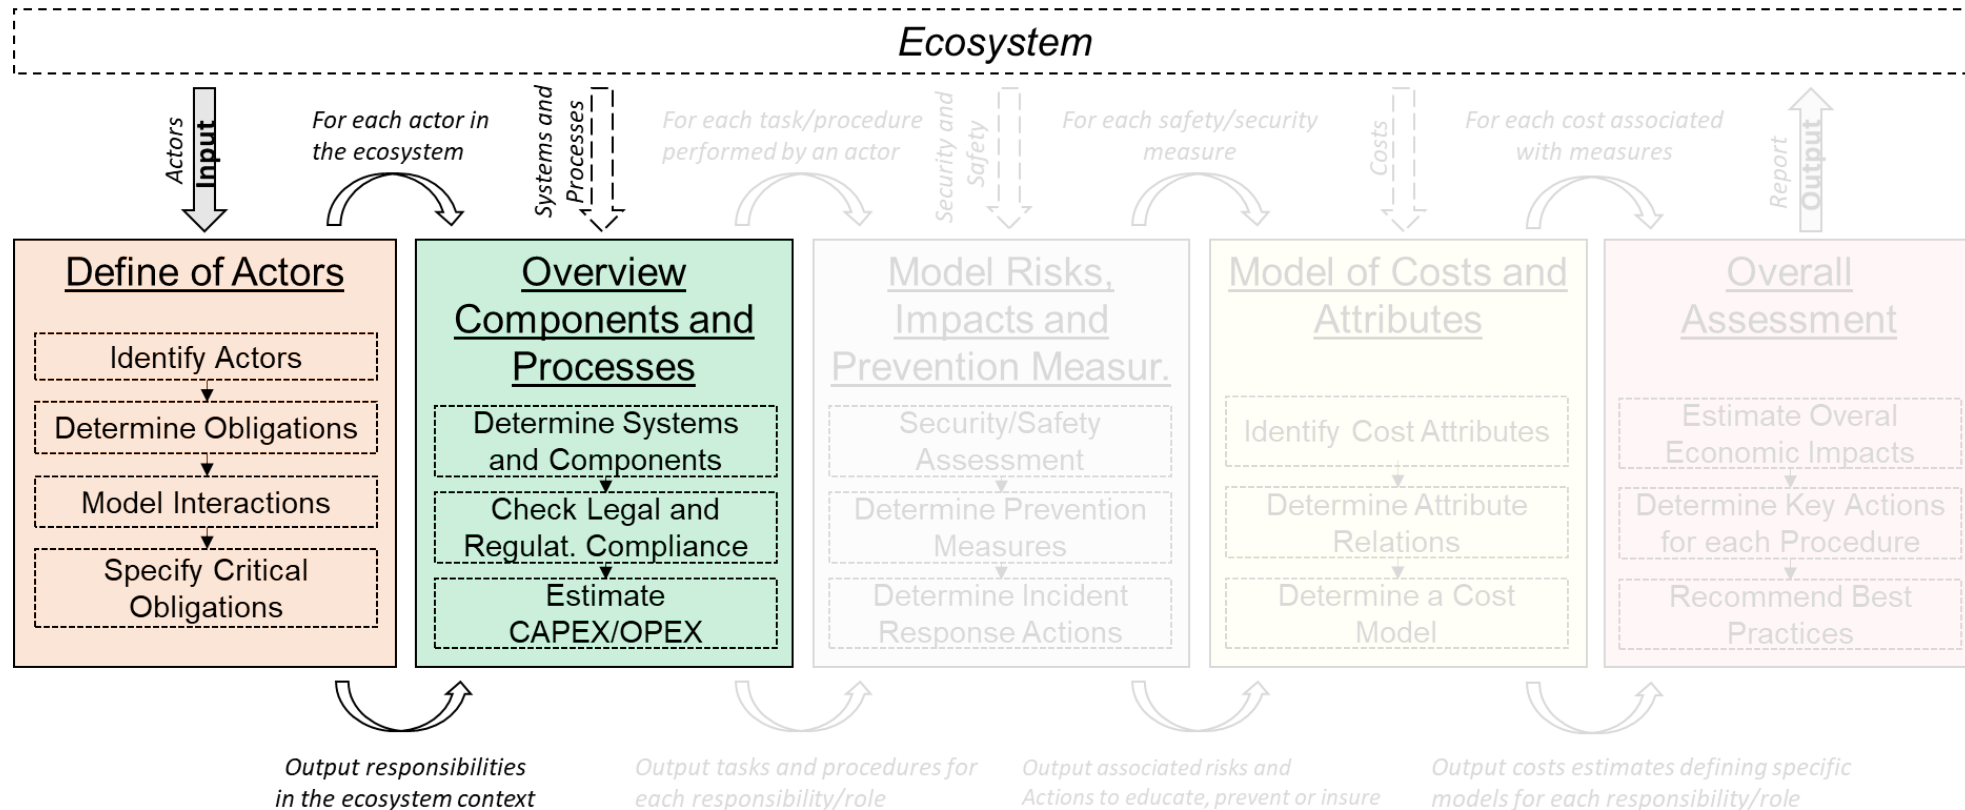 Ecosystem
Actors
Input
For each actor in
the ecosystem
Systems and
Processes
For each task/procedure
performed by an actor
Security and
Safety
For each safety/security
measure
Costs
For each cost associated
with measures
Report
Output
Define of Actors
Identify Actors
Determine Obligations
Model Interactions
Specify Critical
Obligations
Overview
Components and
Processes
Determine Systems
and Components
Check Legal and
Regulat. Compliance
Estimate
CAPEX/OPEX
Model Risks,
Impacts and
Prevention Measur.
Security/Safety
Assessment
Determine Prevention
Measures
Determine Incident
Response Actions
Model of Costs and
Attributes
Identify Cost Attributes
Determine Attribute
Relations
Determine a Cost
Model
Overall
Assessment
Estimate Overal
Economic Impacts
Determine Key Actions
for each Procedure
Recommend Best
Practices
Output responsibilities
in the ecosystem context
Output tasks and procedures for
each responsibility/role
Output associated risks and
Actions to educate, prevent or insure
Output costs estimates defining specific
models for each responsibility/role